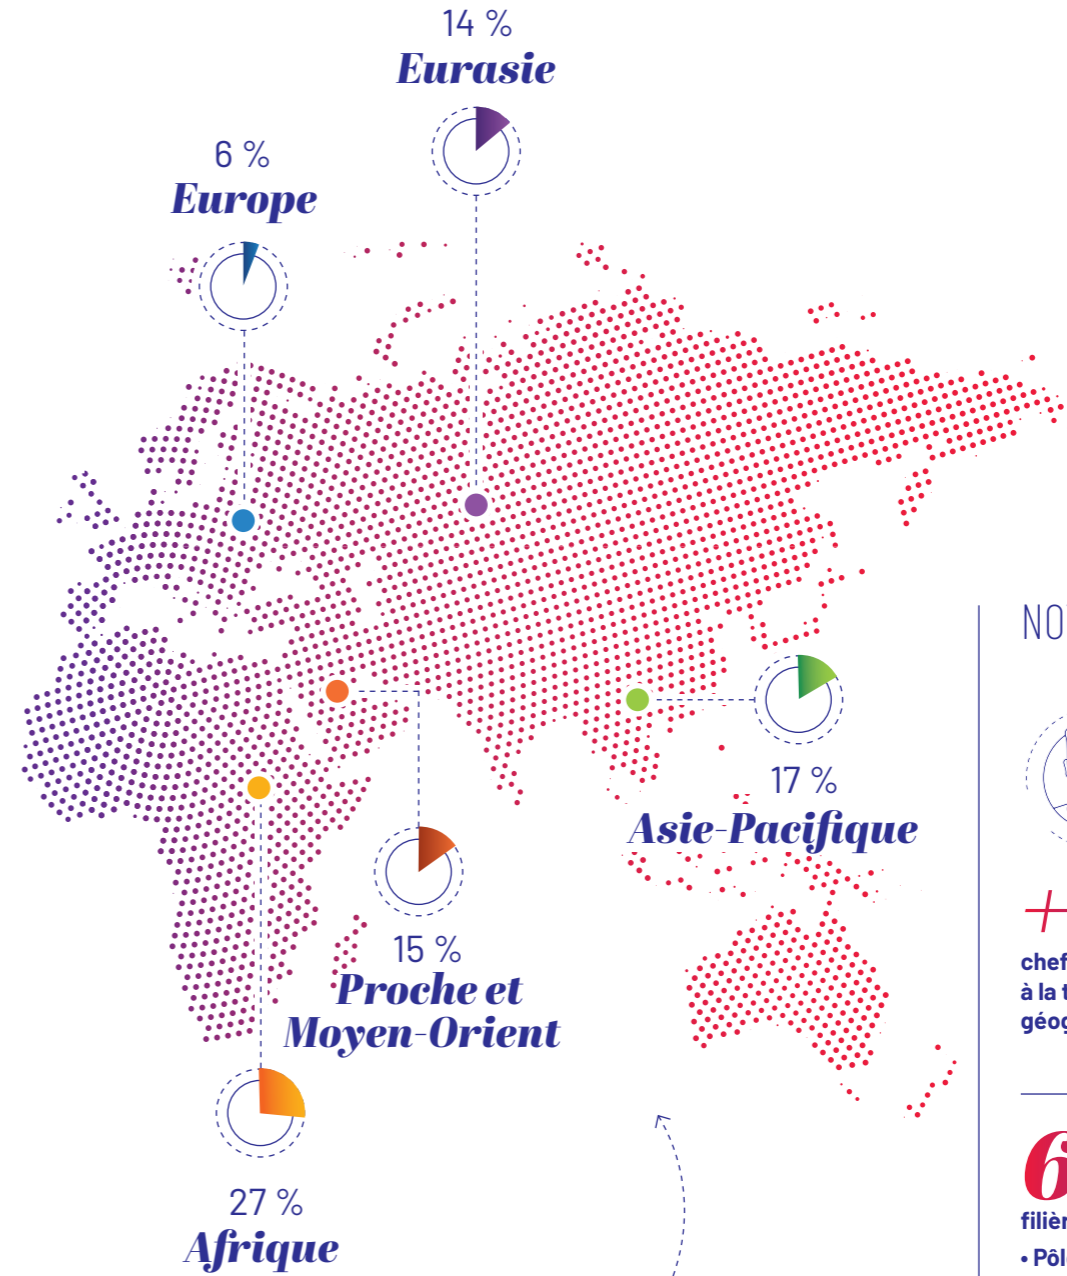 14 %
Eurasie
6 %
Europe
17 %
Asie-Pacifique
15 %
Proche et
Moyen-Orient
27 %
Afrique
NO
+
chef
à la t
géog
6
filièr
• Pôl